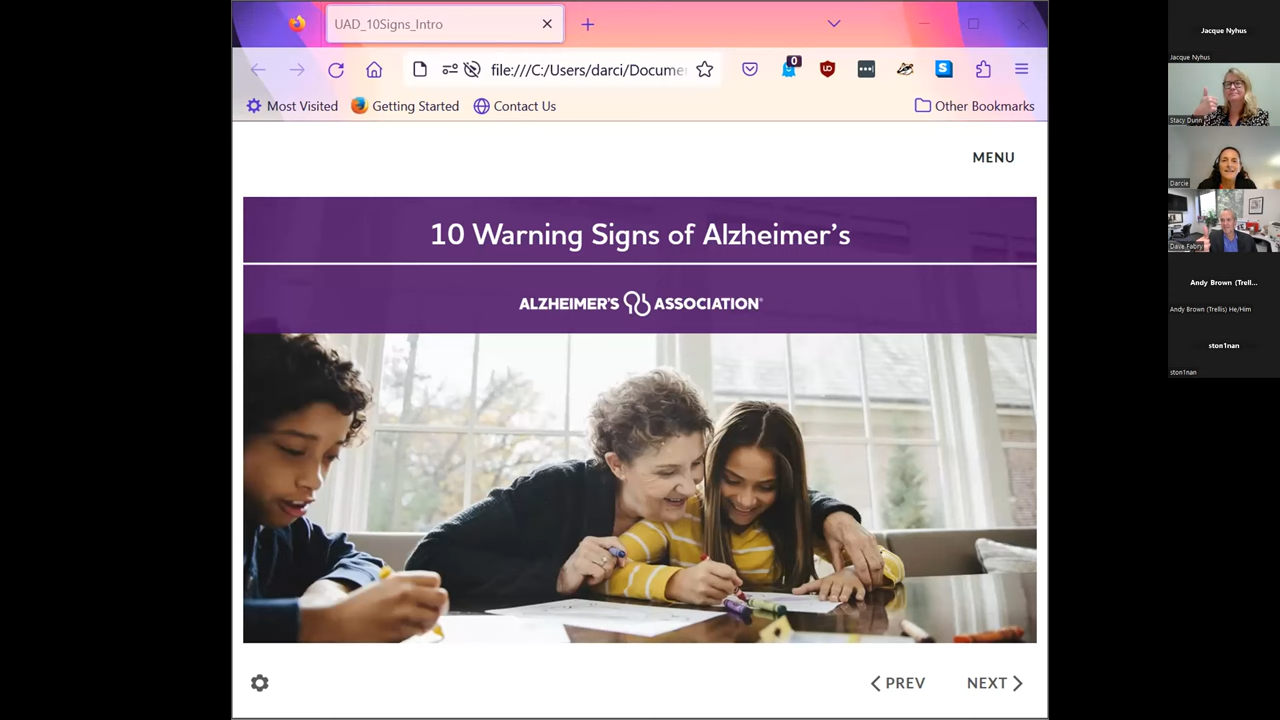 UAD_10Signs_Intro
file:///C:/Users/darci/Docume
0
Most Visited
Getting Started
Contact Us
Other Bookmarks
MENU
10 Warning Signs of Alzheimer’s
ALZHEIMER’S ASSOCIATION®
PREV
NEXT
Jacque Nyhus
Jacque Nyhus
Stacy Dunn
Darcie
Dave Fabry
Andy Brown (Trell...
Andy Brown (Trellis) He/Him
ston1nan
ston1nan